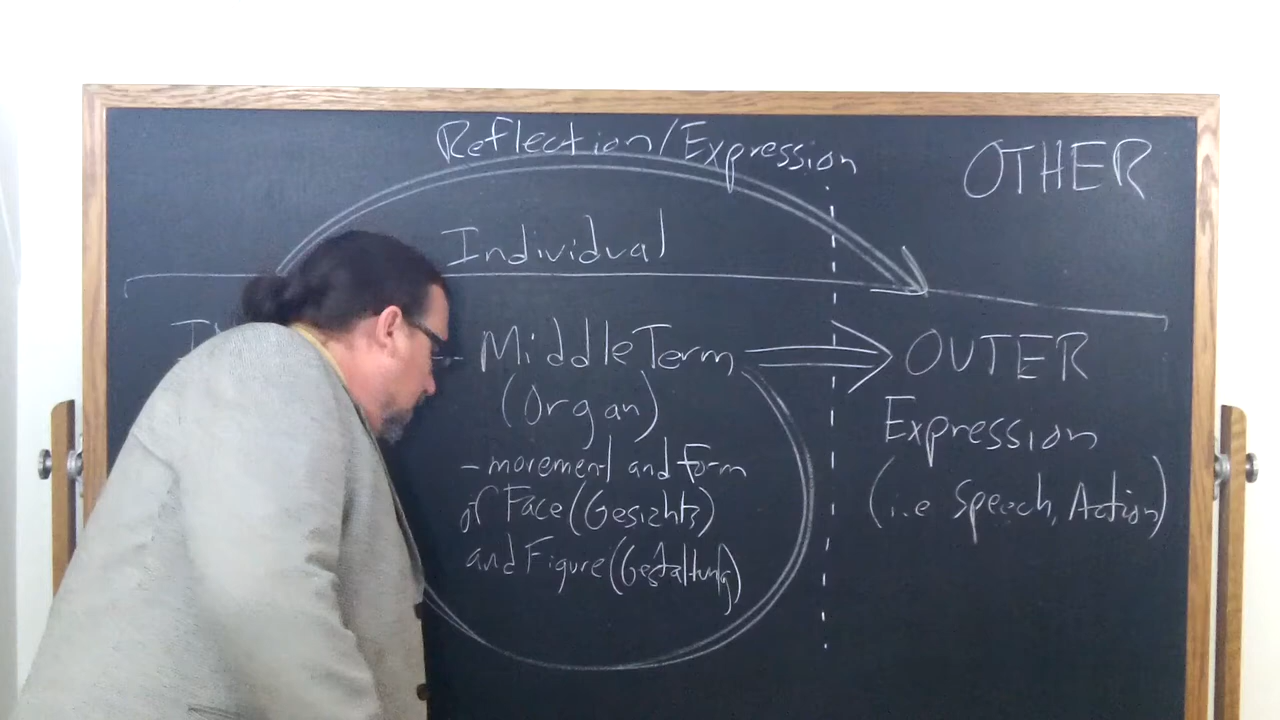 Reflection/Expression
OTHER
Individual
Middle Term
(Organ)
- movement and form
of Face (Gesichts)
and Figure (Gestaltung)
OUTER
Expression
(i.e Speech, Action)